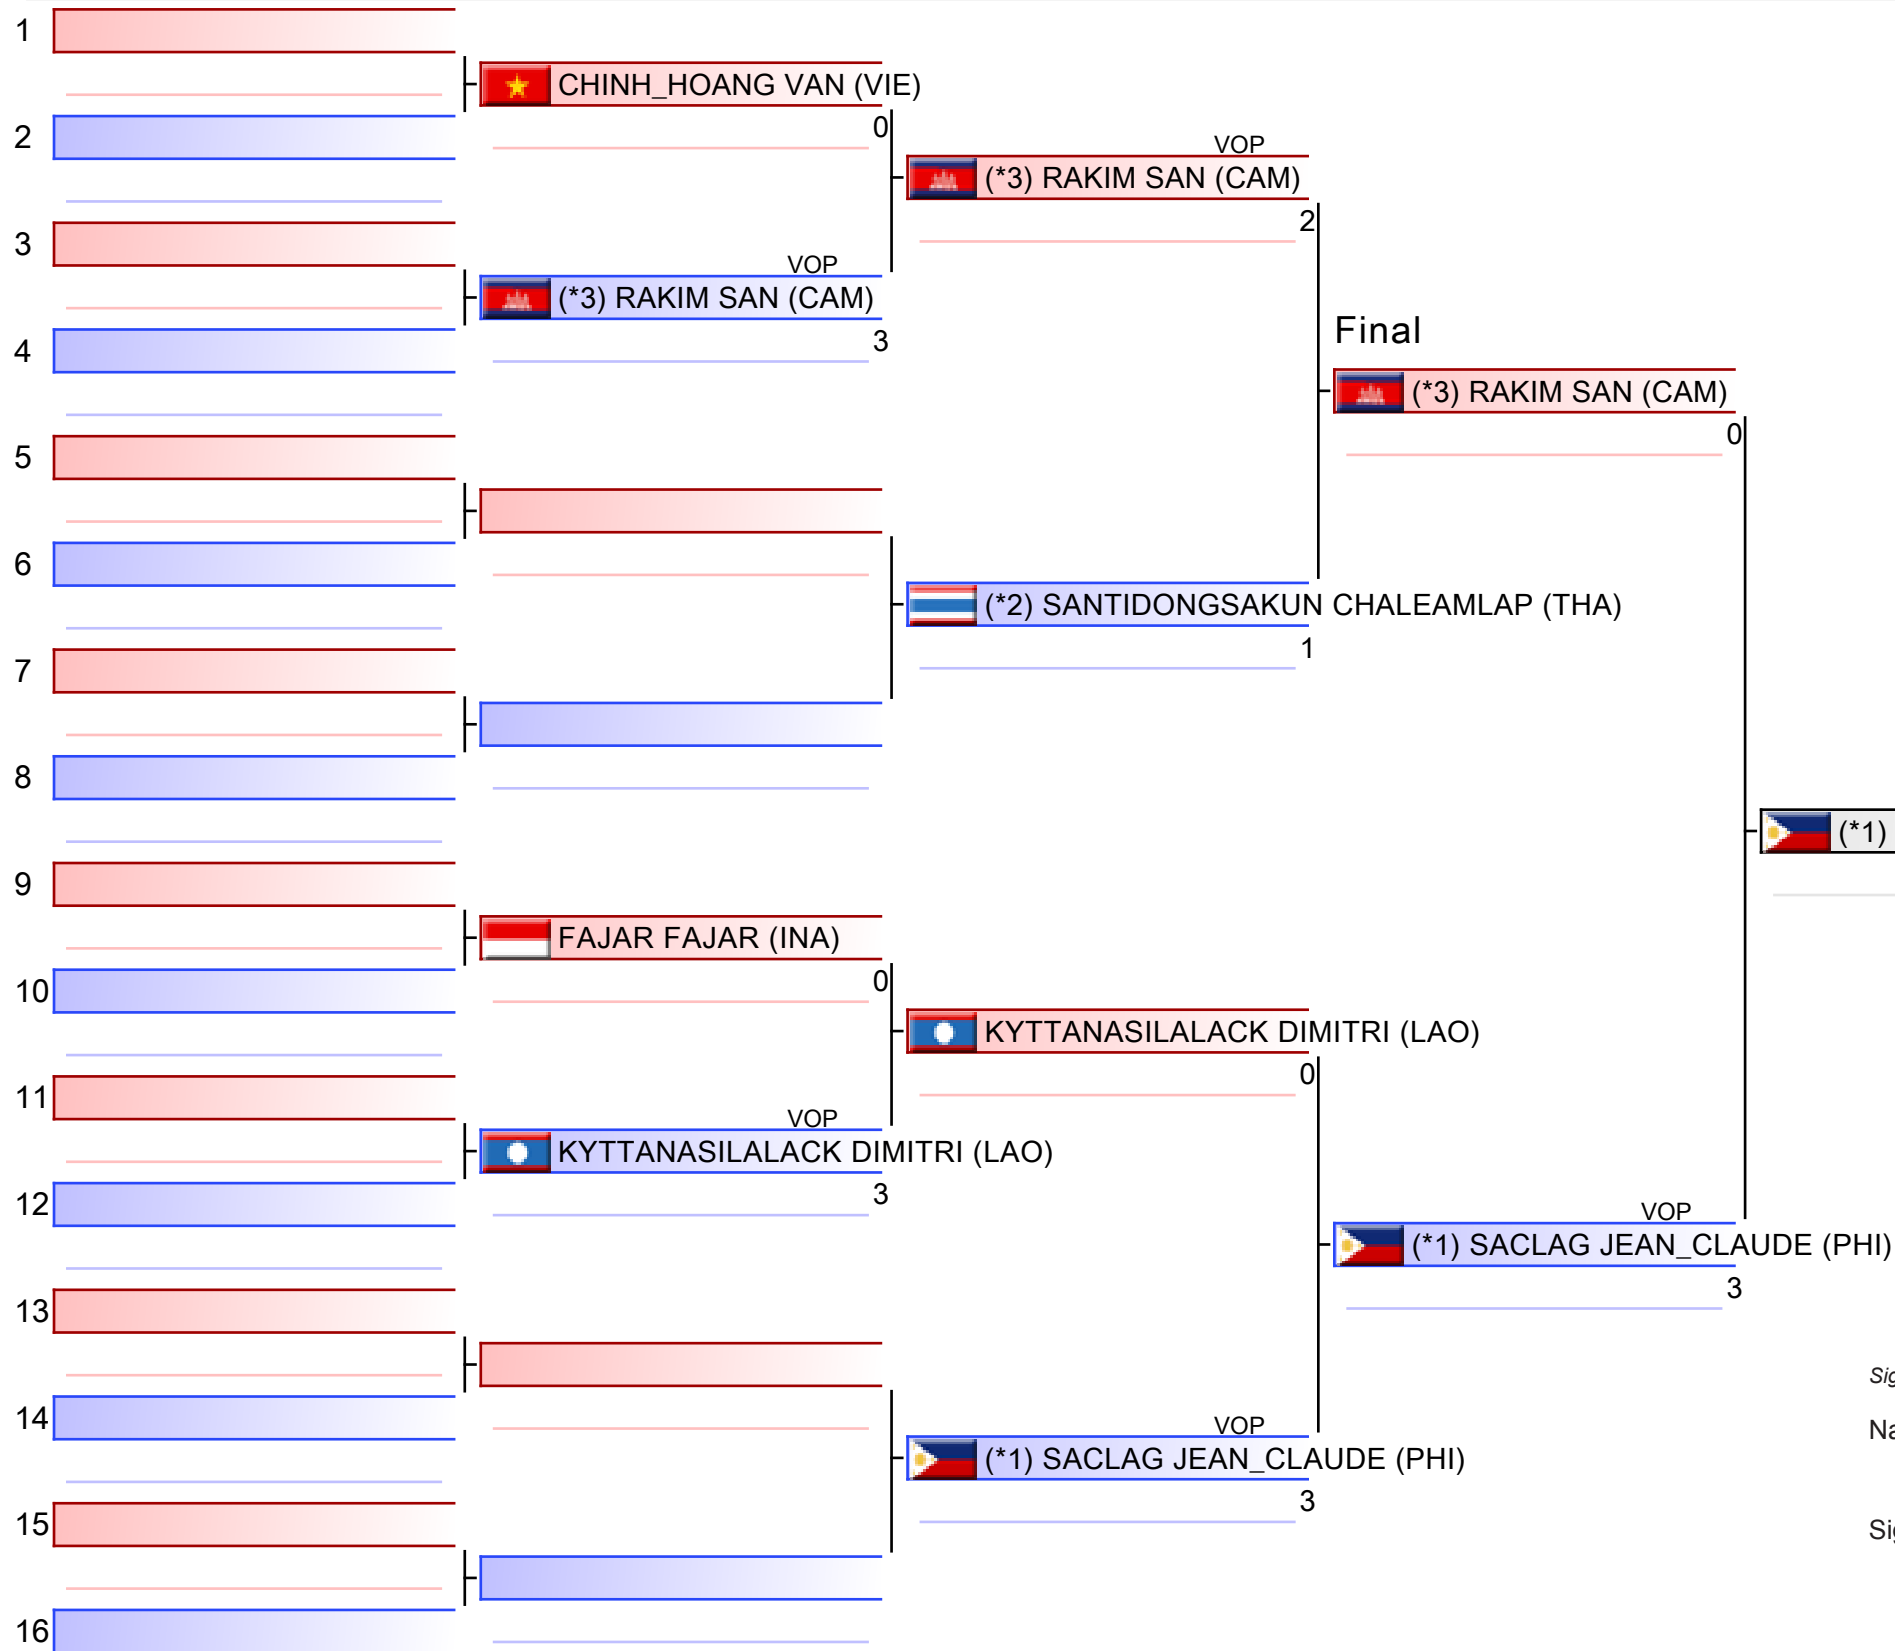 1
CHINH_HOANG VAN (VIE)
0
2
VOP
(*3) RAKIM SAN (CAM)
2
3
VOP
(*3) RAKIM SAN (CAM)
3
4
Final
(*3) RAKIM SAN (CAM)
0
5
6
(*2) SANTIDONGSAKUN CHALEAMLAP (THA)
1
7
8
(*1)
9
FAJAR FAJAR (INA)
0
10
KYTTANASILALACK DIMITRI (LAO)
0
11
VOP
KYTTANASILALACK DIMITRI (LAO)
3
12
VOP
(*1) SACLAG JEAN_CLAUDE (PHI)
3
13
14
VOP
(*1) SACLAG JEAN_CLAUDE (PHI)
3
15
16